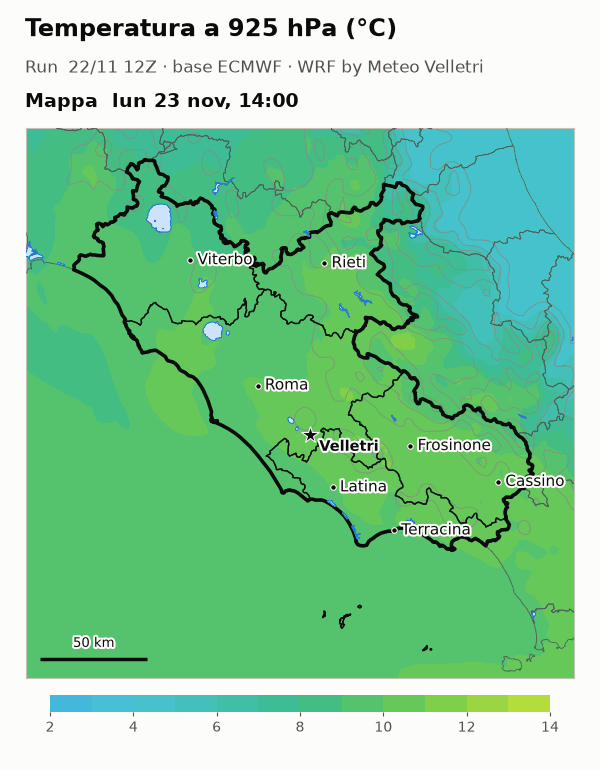 Temperatura a 925 hPa (°C)
Run 22/11 12Z · base ECMWF · WRF by Meteo Velletri
Mappa lun 23 nov, 14:00
Viterbo
Rieti
Roma
Velletri
Frosinone
Latina
Cassino
Terracina
50 km
2 4 6 8 10 12 14